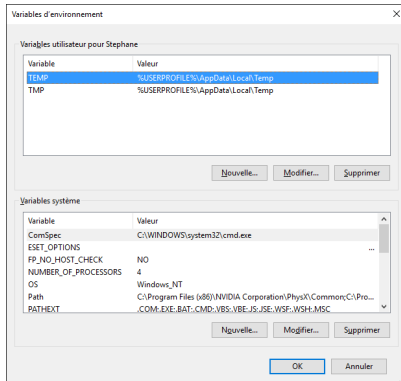 Variables d'environnement
Variables utilisateur pour Stephane
Variable Valeur
TEMP %USERPROFILE%\AppData\Local\Temp
TMP %USERPROFILE%\AppData\Local\Temp
Nouvelle... Modifier... Supprimer
Variables système
Variable Valeur
ComSpec C:\WINDOWS\system32\cmd.exe
ESET_OPTIONS ...
FP_NO_HOST_CHECK NO
NUMBER_OF_PROCESSORS 4
OS Windows_NT
Path C:\Program Files (x86)\NVIDIA Corporation\PhysX\Common;C:\Pro...
PATHEXT .COM;.EXE;.BAT;.CMD;.VBS;.VBE;.JS;.JSE;.WSF;.WSH;.MSC
Nouvelle... Modifier... Supprimer
OK Annuler